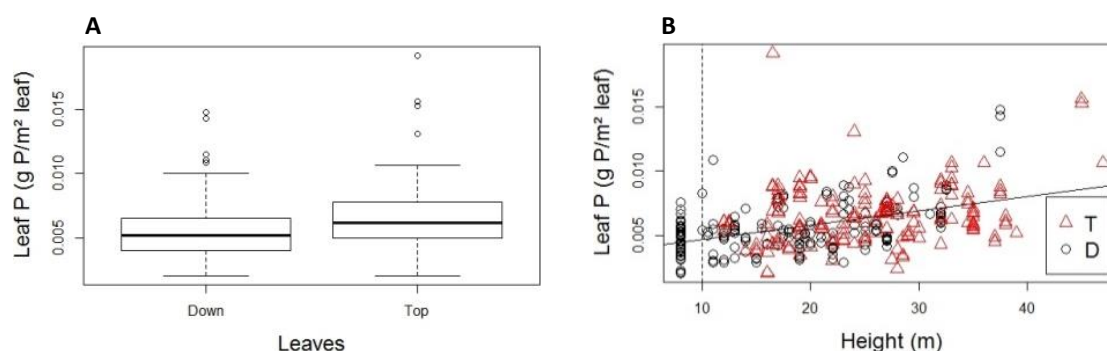 A
Leaf P (g P/m² leaf)
0.015
0.010
0.005
Down
Top
Leaves
B
Leaf P (g P/m² leaf)
0.015
0.010
0.005
10
20
30
40
Height (m)
T
D